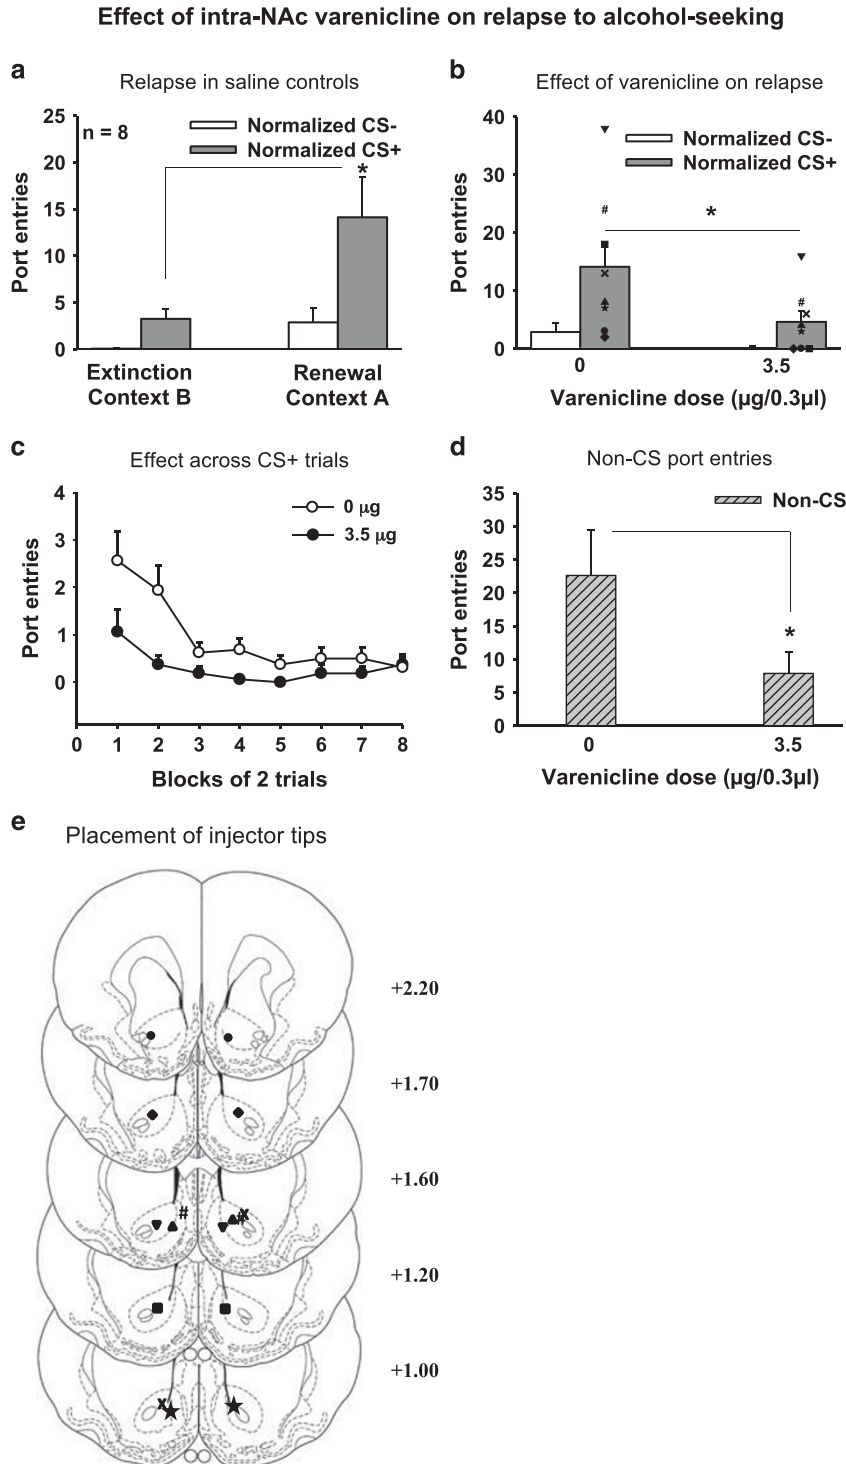 Effect of intra-NAc varenicline on relapse to alcohol-seeking
a
Relapse in saline controls
n = 8
Normalized CS-
Normalized CS+
*
Port entries
25
20
15
10
5
0
Extinction
Context B
Renewal
Context A
b
Effect of varenicline on relapse
Normalized CS-
Normalized CS+
#
*
#
Port entries
40
30
20
10
0
0
3.5
Varenicline dose (µg/0.3µl)
c
Effect across CS+ trials
0 µg
3.5 µg
Port entries
4
3
2
1
0
0 1 2 3 4 5 6 7 8
Blocks of 2 trials
d
Non-CS port entries
Non-CS
*
Port entries
35
30
25
20
15
10
5
0
0
3.5
Varenicline dose (µg/0.3µl)
e
Placement of injector tips
+2.20
+1.70
+1.60
# # x
+1.20
+1.00
x